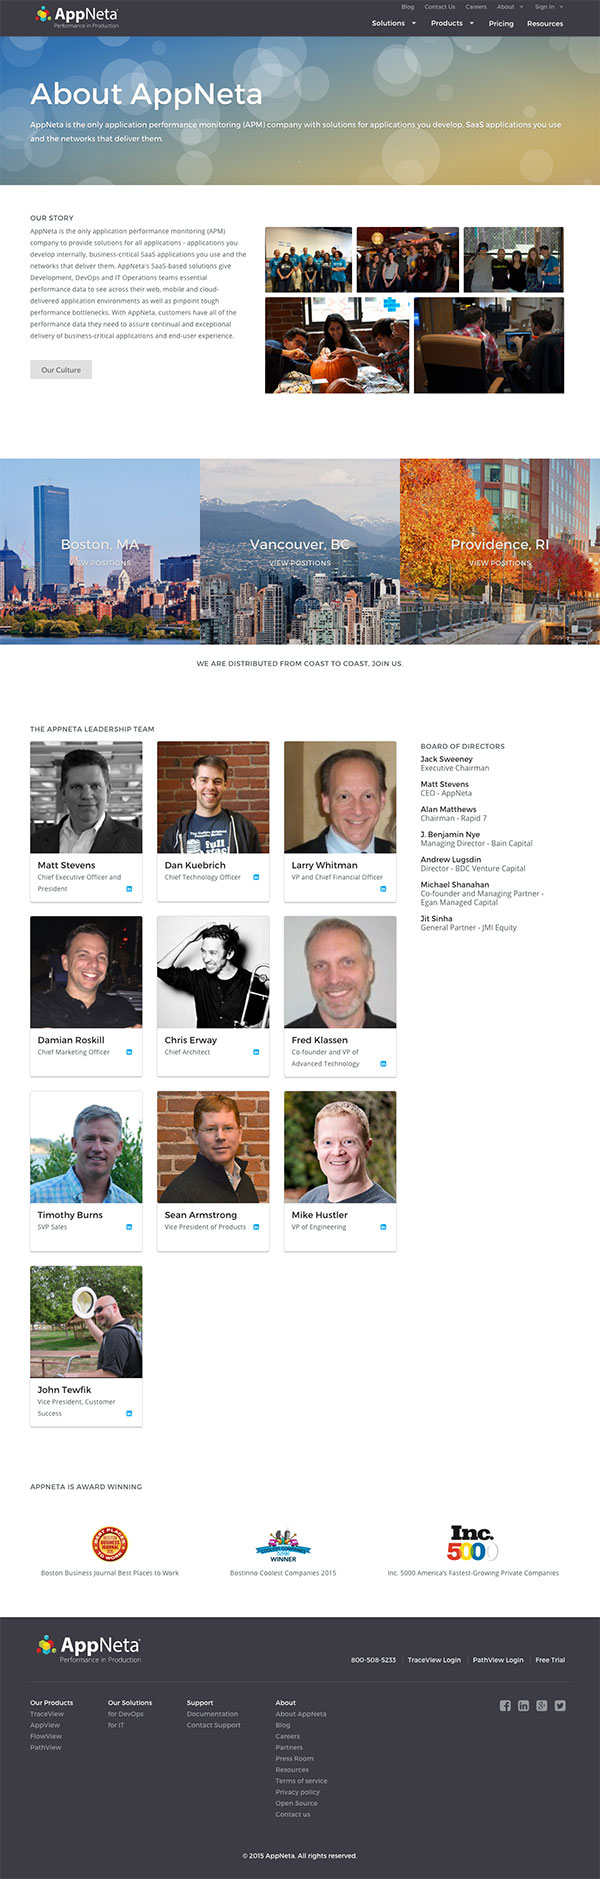 AppNeta
Performance in Production
Blog Contact Us Careers About Sign In
Solutions Products Pricing Resources
About AppNeta
AppNeta is the only application performance monitoring (APM) company with solutions for applications you develop, SaaS applications you use
and the networks that deliver them.
OUR STORY
AppNeta is the only application performance monitoring (APM)
company to provide solutions for all applications - applications you
develop internally, business-critical SaaS applications you use and the
networks that deliver them. AppNeta's SaaS-based solutions give
Development, DevOps and IT Operations teams essential
performance data to see across their web, mobile and cloud-
delivered application environments as well as pinpoint tough
performance bottlenecks. With AppNeta, customers have all of the
performance data they need to assure continual and exceptional
delivery of business-critical applications and end-user experience.
Our Culture
Boston, MA
VIEW POSITIONS
Vancouver, BC
VIEW POSITIONS
Providence, RI
VIEW POSITIONS
WE ARE DISTRIBUTED FROM COAST TO COAST, JOIN US.
THE APPNETA LEADERSHIP TEAM
Matt Stevens
Chief Executive Officer and
President
Dan Kuebrich
Chief Technology Officer
Larry Whitman
VP and Chief Financial Officer
Damian Roskill
Chief Marketing Officer
Chris Erway
Chief Architect
Fred Klassen
Co-founder and VP of
Advanced Technology
Timothy Burns
SVP Sales
Sean Armstrong
Vice President of Products
Mike Hustler
VP of Engineering
John Tewfik
Vice President, Customer
Success
BOARD OF DIRECTORS
Jack Sweeney
Executive Chairman
Matt Stevens
CEO - AppNeta
Alan Matthews
Chairman - Rapid 7
J. Benjamin Nye
Managing Director - Bain Capital
Andrew Lugsdin
Director - BDC Venture Capital
Michael Shanahan
Co-founder and Managing Partner -
Egan Managed Capital
Jit Sinha
General Partner - JMI Equity
APPNETA IS AWARD WINNING
BEST PLACES
TO WORK
Boston Business Journal Best Places to Work
WINNER
Bostinno Coolest Companies 2015
Inc.
5000
Inc. 5000 America's Fastest-Growing Private Companies
AppNeta
Performance in Production
800-508-5233 TraceView Login PathView Login Free Trial
Our Products
TraceView
AppView
FlowView
PathView
Our Solutions
for DevOps
for IT
Support
Documentation
Contact Support
About
About AppNeta
Blog
Careers
Partners
Press Room
Resources
Terms of service
Privacy policy
Open Source
Contact us
© 2015 AppNeta. All rights reserved.